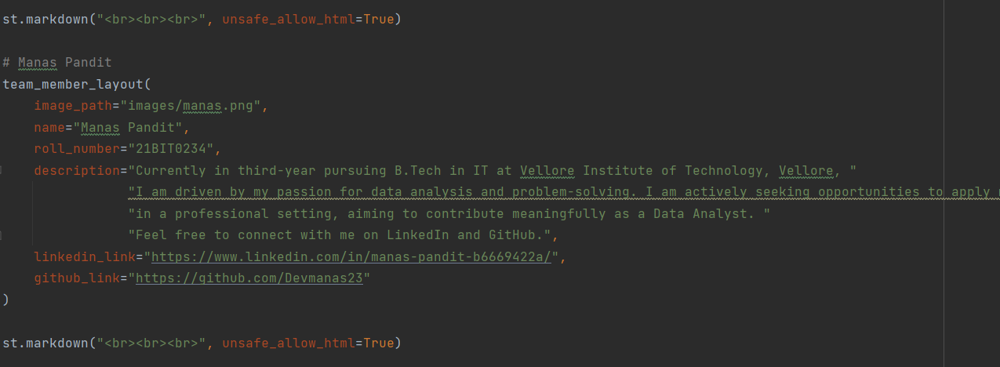 st.markdown("<br><br><br>", unsafe_allow_html=True)
# Manas Pandit
team_member_layout(
image_path="images/manas.png",
name="Manas Pandit",
roll_number="21BIT0234",
description="Currently in third-year pursuing B.Tech in IT at Vellore Institute of Technology, Vellore, "
"I am driven by my passion for data analysis and problem-solving. I am actively seeking opportunities to apply
"in a professional setting, aiming to contribute meaningfully as a Data Analyst. "
"Feel free to connect with me on LinkedIn and GitHub.",
linkedin_link="https://www.linkedin.com/in/manas-pandit-b6669422a/",
github_link="https://github.com/Devmanas23"
)
st.markdown("<br><br><br>", unsafe_allow_html=True)